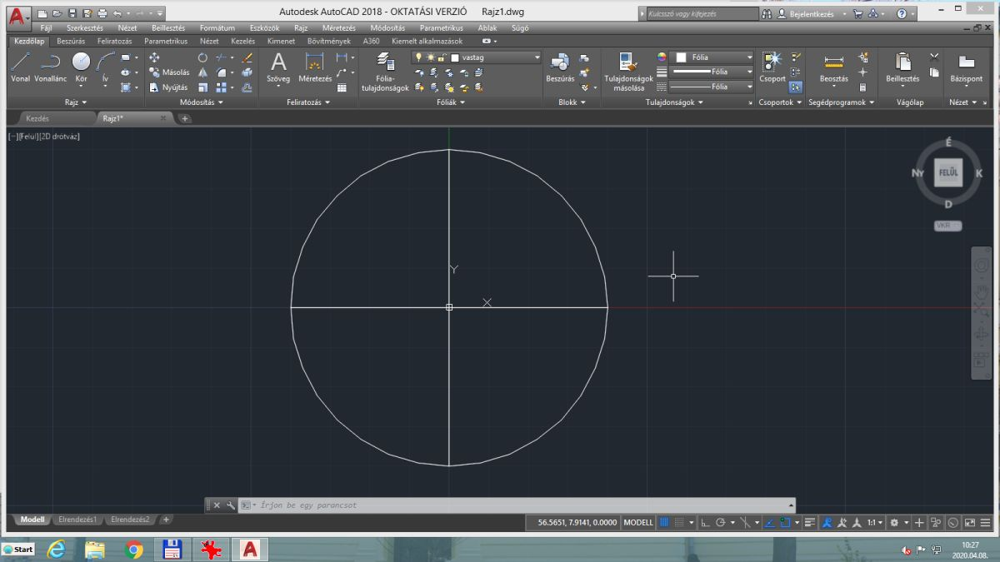 Autodesk AutoCAD 2018 - OKTATÁSI VERZIÓ Rajz1.dwg
Kulcsszó vagy kifejezés
Bejelentkezés
Fájl Szerkesztés Nézet Beillesztés Formátum Eszközök Rajz Méretezés Módosítás Parametrikus Ablak Súgó
Kezdőlap Beszúrás Feliratozás Parametrikus Nézet Kezelés Kimenet Bővítmények A360 Kiemelt alkalmazások
Vonal Vonallánc Kör Ív
Másolás
Nyújtás
Szöveg Méretezés
Fólia-
tulajdonságok
vastag
Beszúrás
Tulajdonságok
másolása
Fólia
Fólia
Fólia
Csoport
Beosztás
Beillesztés
Bázispont
Rajz Módosítás Feliratozás Fóliák Blokk Tulajdonságok Csoportok Segédprogramok Vágólap Nézet
Kezdés Rajz1*
[−][Felül][2D drótváz]
É
Ny FELÜL K
D
VKR
Y
X
Írjon be egy parancsot
Modell Elrendezés1 Elrendezés2
56.5651, 7.9141, 0.0000 MODELL
1:1
Start
10:27
2020.04.08.